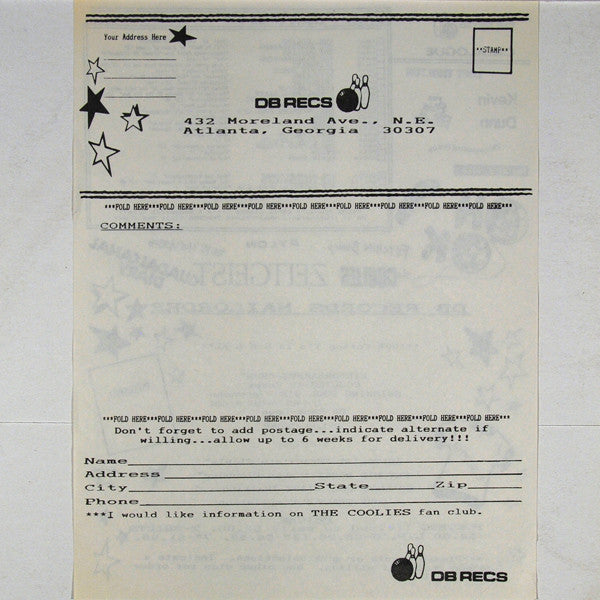 Your Address Here
**STAMP**
DB RECS
432 Moreland Ave., N.E.
Atlanta, Georgia 30307
***FOLD HERE***FOLD HERE***FOLD HERE***FOLD HERE***FOLD HERE***FOLD HERE***FOLD HERE***FOLD HERE***FOLD HERE***
COMMENTS:
***FOLD HERE***FOLD HERE***FOLD HERE***FOLD HERE***FOLD HERE***FOLD HERE***FOLD HERE***FOLD HERE***FOLD HERE***
Don't forget to add postage...indicate alternate if
willing...allow up to 6 weeks for delivery!!!
Name
Address
City State Zip
Phone
***I would like information on THE COOLIES fan club.
DB RECS